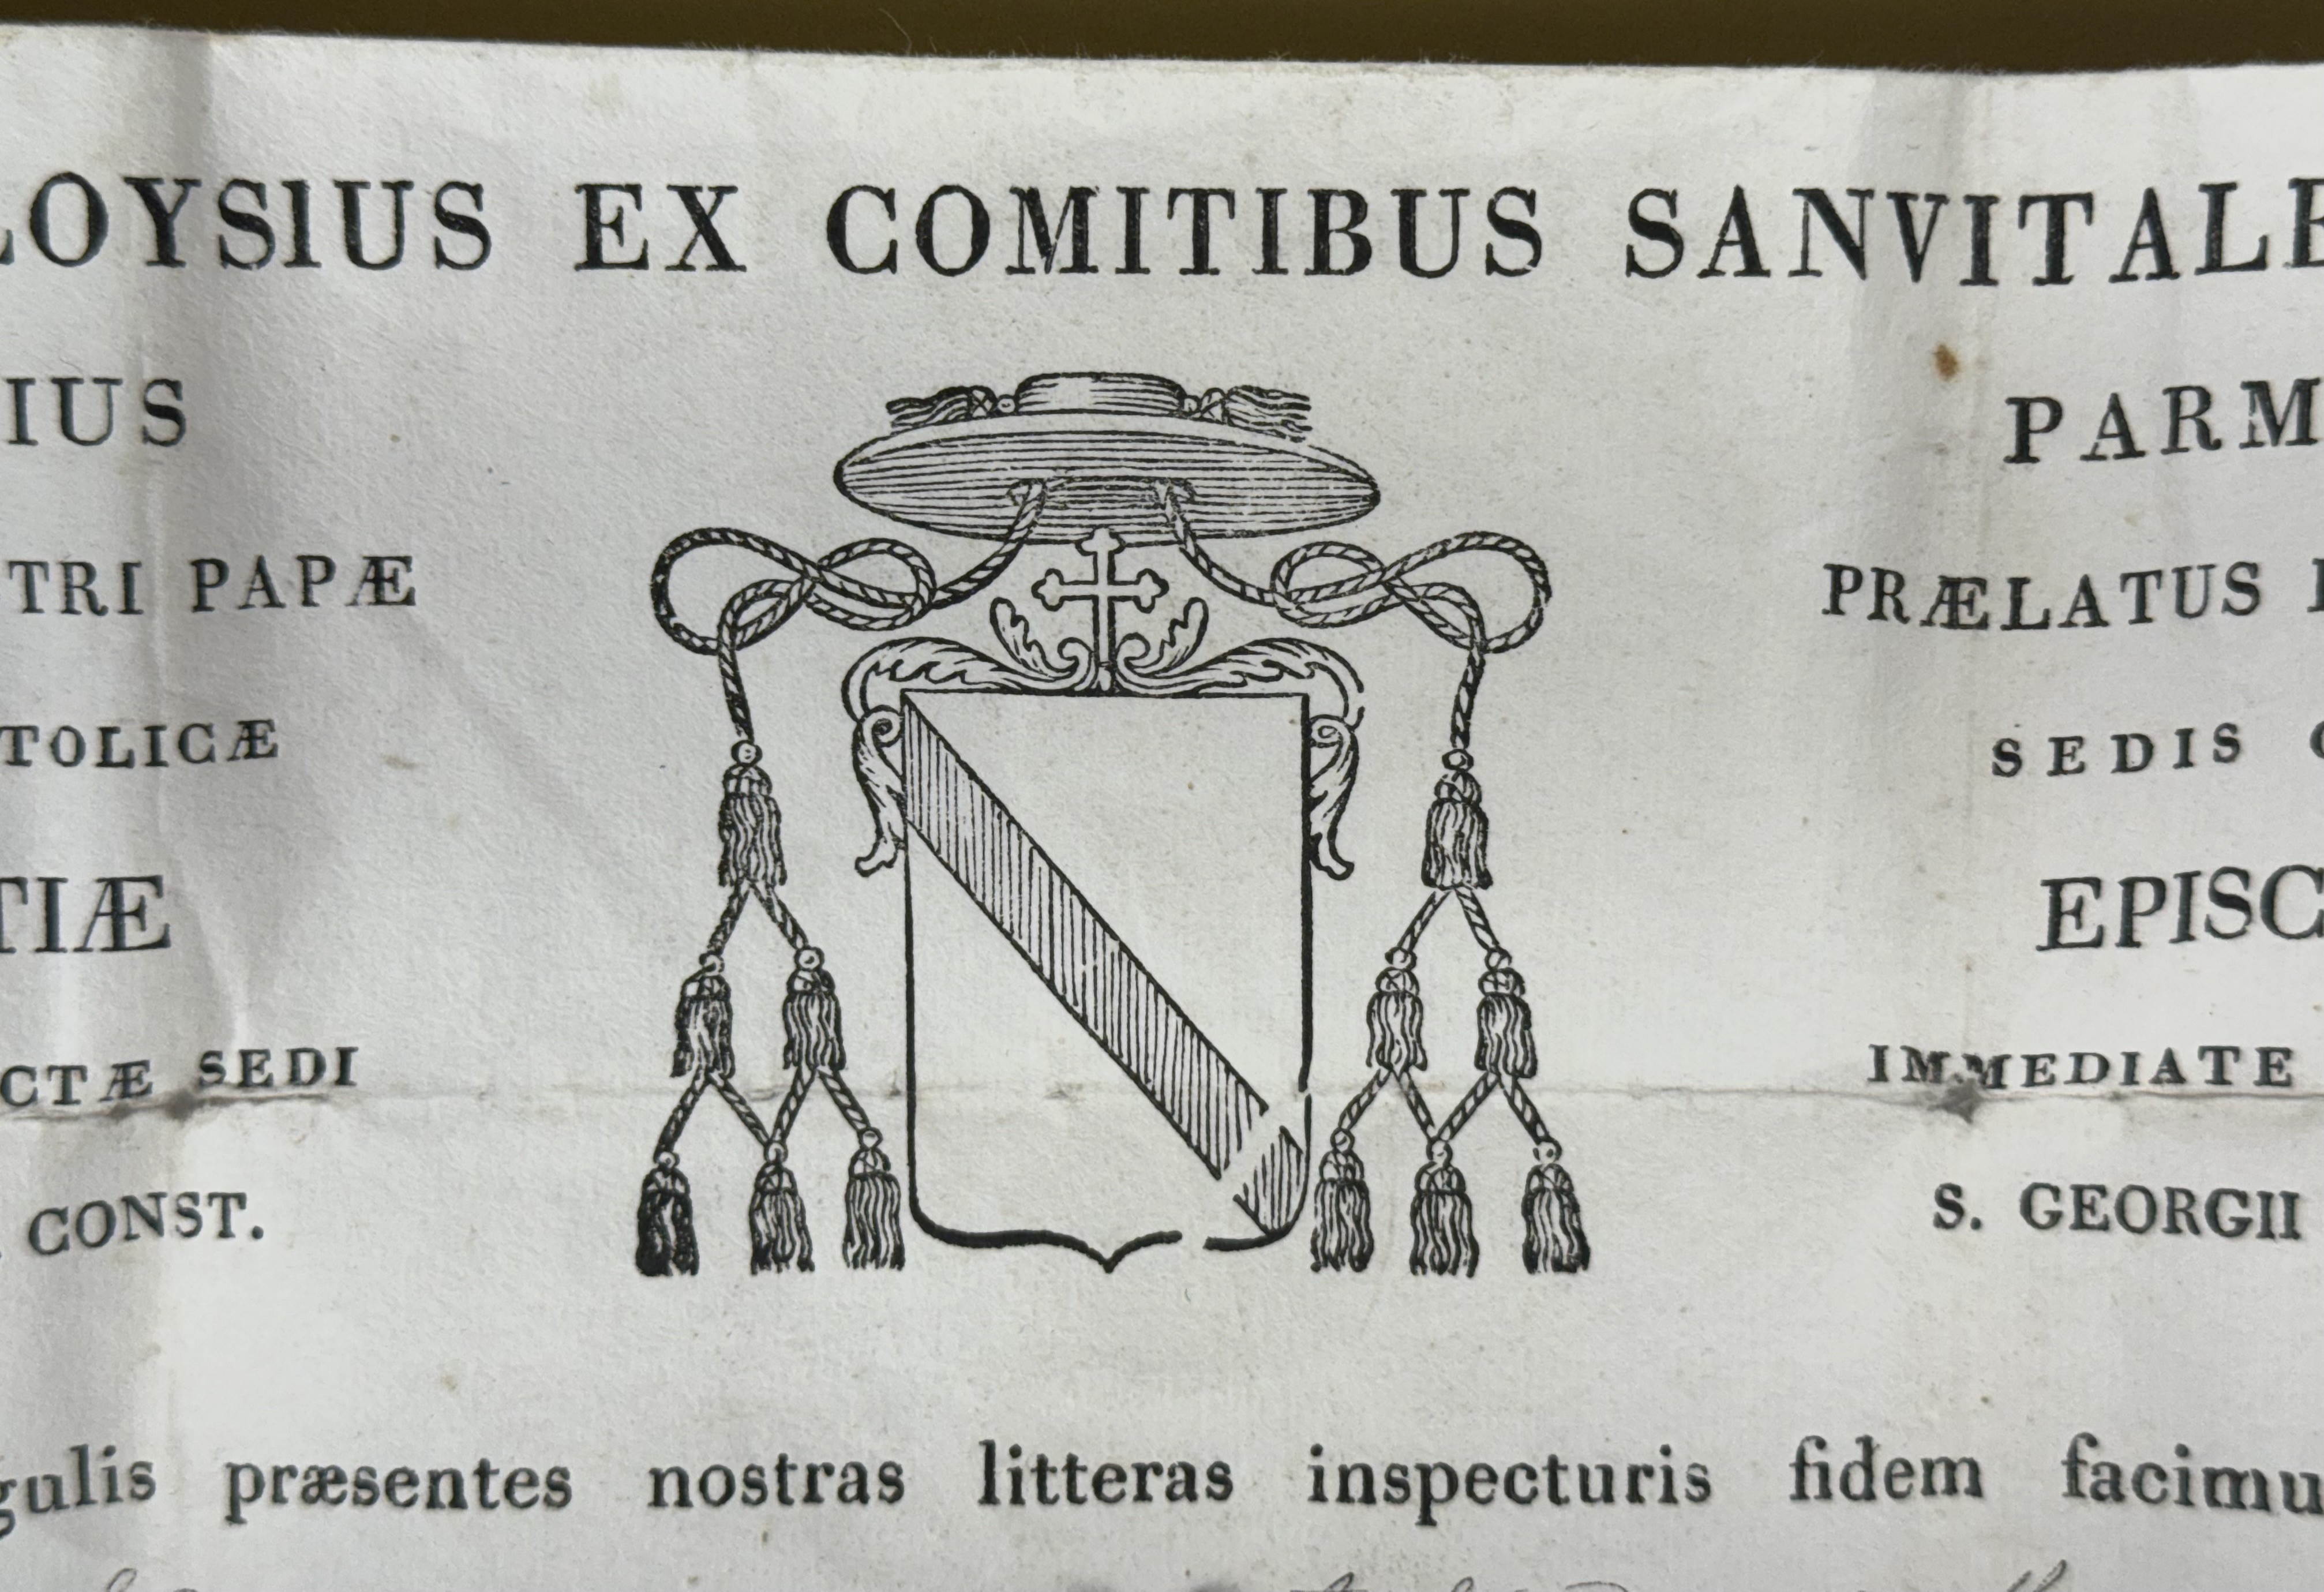 LOYSIUS EX COMITIBUS SANVITALE
IUS PARM
TRI PAPÆ PRÆLATUS
TOLICÆ SEDIS
TIÆ EPISC
CTÆ SEDI IMMEDIATE
CONST. S. GEORGII
gulis præsentes nostras litteras inspecturis fidem facimu